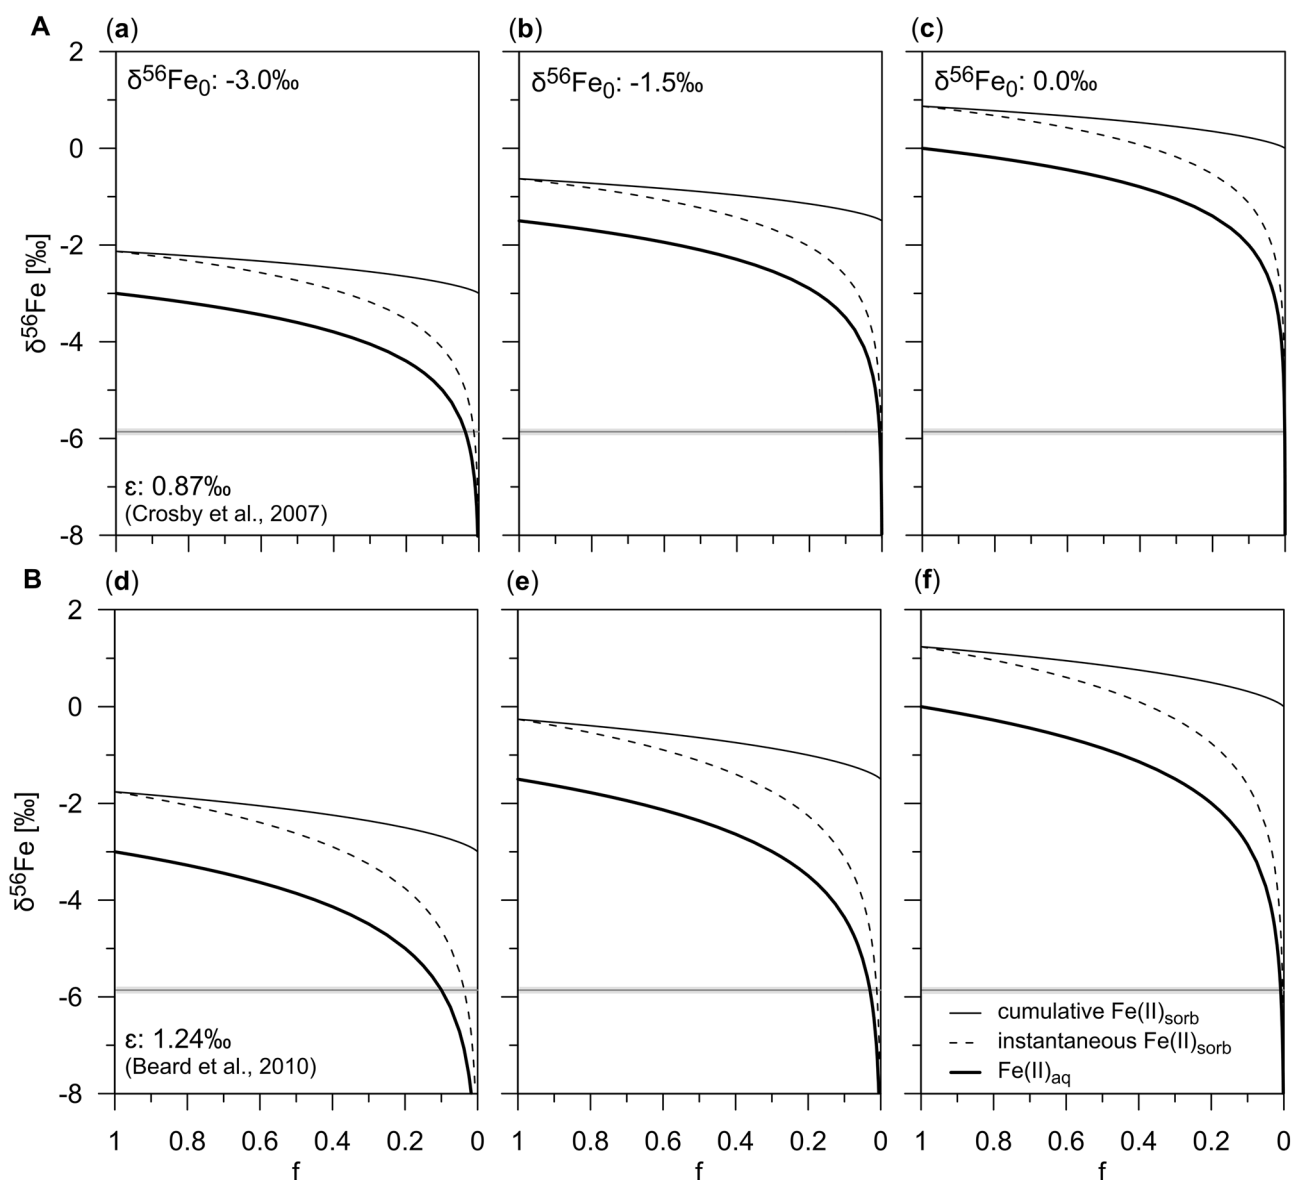 A (a) (b) (c)
δ56Fe0: -3.0‰ δ56Fe0: -1.5‰ δ56Fe0: 0.0‰
2
0
-2
-4
-6
-8
δ56Fe [‰]
ε: 0.87‰
(Crosby et al., 2007)
B (d) (e) (f)
2
0
-2
-4
-6
-8
δ56Fe [‰]
ε: 1.24‰
(Beard et al., 2010)
cumulative Fe(II)sorb
instantaneous Fe(II)sorb
Fe(II)aq
1 0.8 0.6 0.4 0.2 0 1 0.8 0.6 0.4 0.2 0 1 0.8 0.6 0.4 0.2 0
f f f